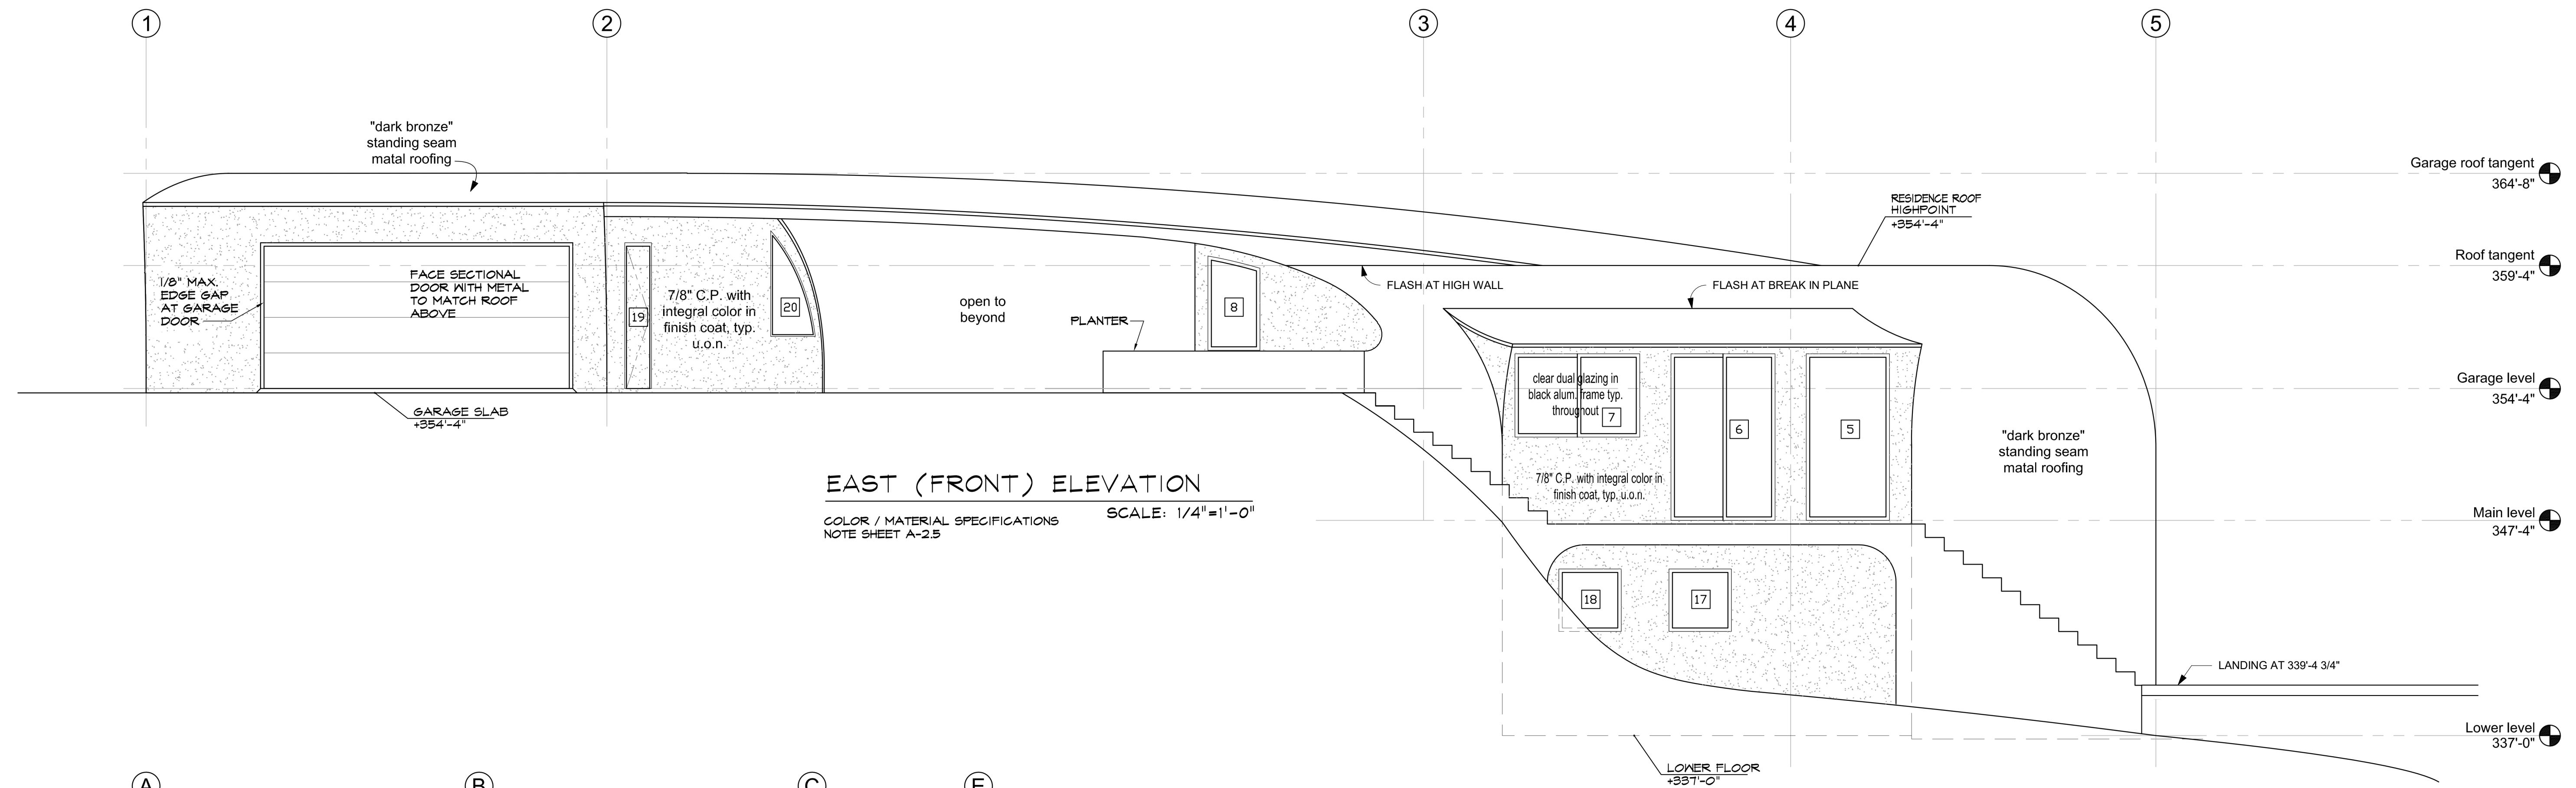 1
2
3
4
5
"dark bronze"
standing seam
matal roofing
Garage roof tangent
364'-8"
RESIDENCE ROOF
HIGHPOINT
+354'-4"
Roof tangent
359'-4"
1/8" MAX.
EDGE GAP
AT GARAGE
DOOR
FACE SECTIONAL
DOOR WITH METAL
TO MATCH ROOF
ABOVE
19
7/8" C.P. with
integral color in
finish coat, typ.
u.o.n.
20
open to
beyond
PLANTER
8
FLASH AT HIGH WALL
FLASH AT BREAK IN PLANE
clear dual glazing in
black alum. frame typ.
throughout
7
6
5
Garage level
354'-4"
GARAGE SLAB
+354'-4"
"dark bronze"
standing seam
matal roofing
7/8" C.P. with integral color in
finish coat, typ. u.o.n.
EAST (FRONT) ELEVATION
SCALE: 1/4"=1'-0"
COLOR / MATERIAL SPECIFICATIONS
NOTE SHEET A-2.5
Main level
347'-4"
18
17
LANDING AT 339'-4 3/4"
Lower level
337'-0"
LOWER FLOOR
+337'-0"
A
B
C
E